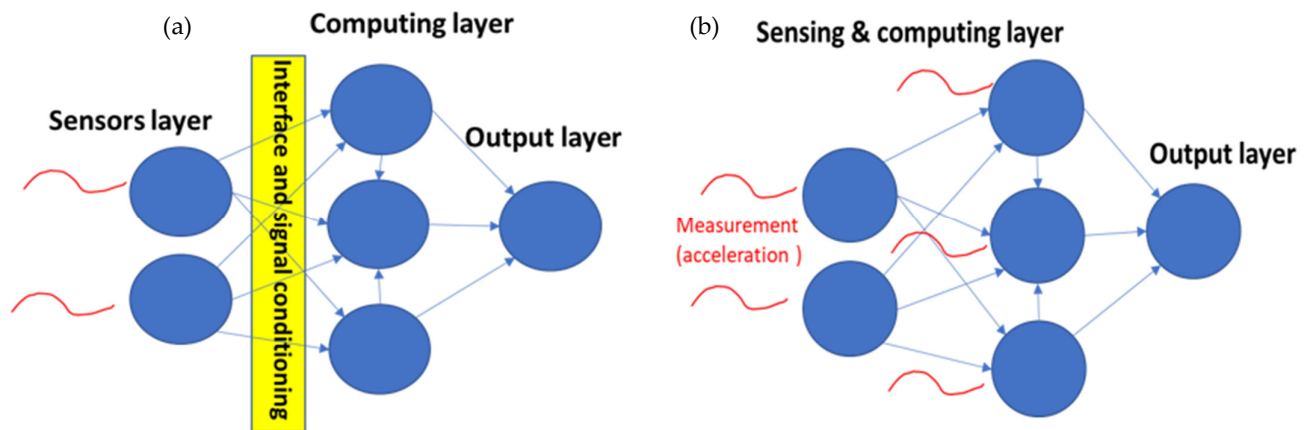 (a)
Computing layer
Sensors layer
Interface and signal conditioning
Output layer
(b)
Sensing & computing layer
Output layer
Measurement
(acceleration )